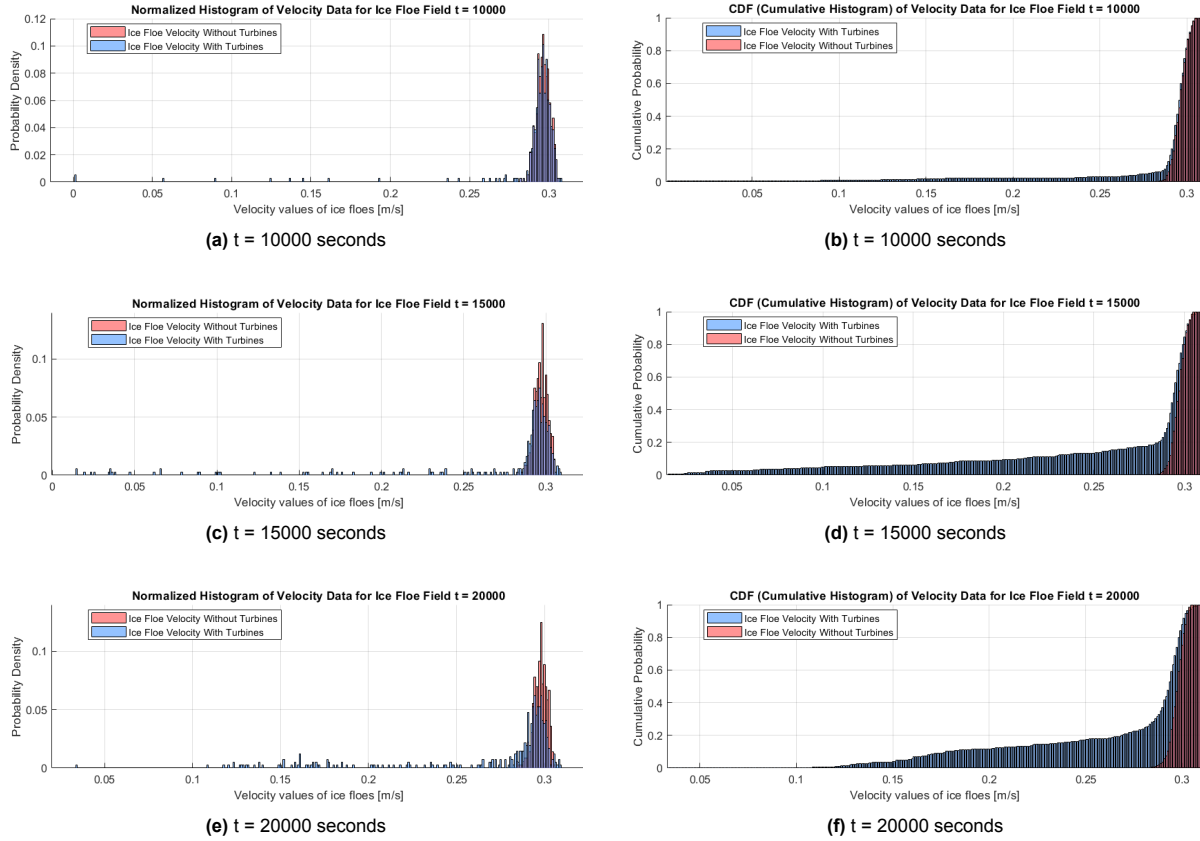 Normalized Histogram of Velocity Data for Ice Floe Field t = 10000
Ice Floe Velocity Without Turbines
Ice Floe Velocity With Turbines
Probability Density
0.12
0.1
0.08
0.06
0.04
0.02
0
0 0.05 0.1 0.15 0.2 0.25 0.3
Velocity values of ice floes [m/s]
(a) t = 10000 seconds
CDF (Cumulative Histogram) of Velocity Data for Ice Floe Field t = 10000
Ice Floe Velocity With Turbines
Ice Floe Velocity Without Turbines
Cumulative Probability
1
0.8
0.6
0.4
0.2
0
0.05 0.1 0.15 0.2 0.25 0.3
Velocity values of ice floes [m/s]
(b) t = 10000 seconds
Normalized Histogram of Velocity Data for Ice Floe Field t = 15000
Ice Floe Velocity Without Turbines
Ice Floe Velocity With Turbines
Probability Density
0.1
0.05
0
0 0.05 0.1 0.15 0.2 0.25 0.3
Velocity values of ice floes [m/s]
(c) t = 15000 seconds
CDF (Cumulative Histogram) of Velocity Data for Ice Floe Field t = 15000
Ice Floe Velocity With Turbines
Ice Floe Velocity Without Turbines
Cumulative Probability
1
0.8
0.6
0.4
0.2
0
0.05 0.1 0.15 0.2 0.25 0.3
Velocity values of ice floes [m/s]
(d) t = 15000 seconds
Normalized Histogram of Velocity Data for Ice Floe Field t = 20000
Ice Floe Velocity Without Turbines
Ice Floe Velocity With Turbines
Probability Density
0.1
0.05
0
0.05 0.1 0.15 0.2 0.25 0.3
Velocity values of ice floes [m/s]
(e) t = 20000 seconds
CDF (Cumulative Histogram) of Velocity Data for Ice Floe Field t = 20000
Ice Floe Velocity With Turbines
Ice Floe Velocity Without Turbines
Cumulative Probability
1
0.8
0.6
0.4
0.2
0
0.05 0.1 0.15 0.2 0.25 0.3
Velocity values of ice floes [m/s]
(f) t = 20000 seconds